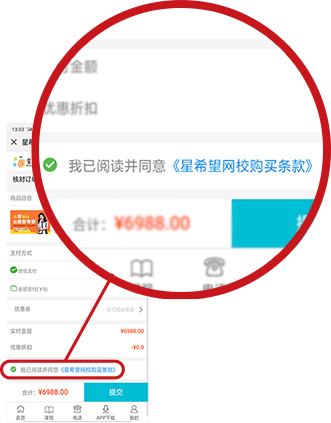 付金额
优惠折扣
我已阅读并同意《星希望网校购买条款》
合计：¥6988.00
课程
电话
13:23
核对订单
商品信息
支付方式
微信支付
余额支付(¥0)
优惠券
实付金额
¥6988.00
优惠折扣
-¥0.0
我已阅读并同意《星希望网校购买条款》
合计：¥6988.00
提交
首页
课程
电话
APP下载
我的